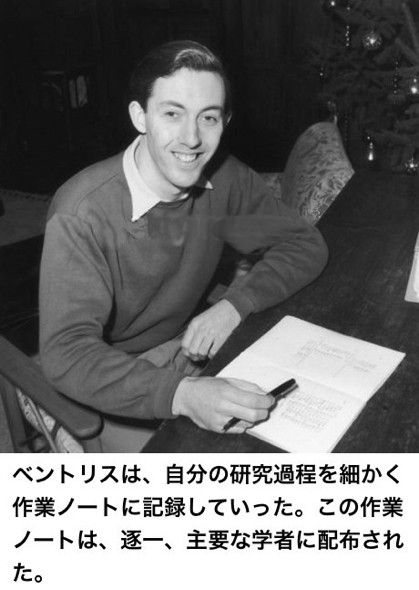 ベントリスは、自分の研究過程を細かく
作業ノートに記録していった。この作業
ノートは、逐一、主要な学者に配布され
た。